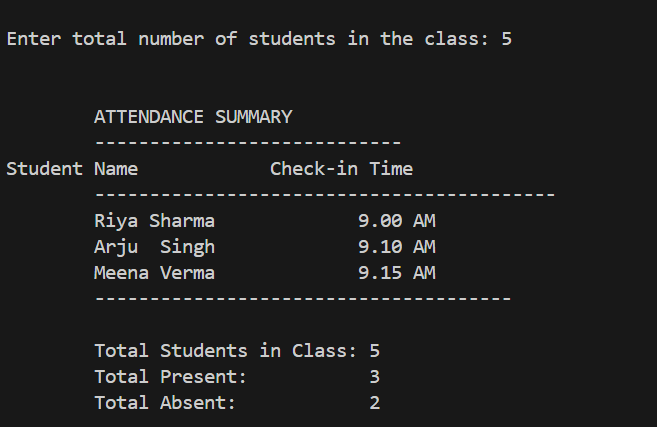 Enter total number of students in the class: 5
ATTENDANCE SUMMARY
----------------------------
Student Name            Check-in Time
------------------------------------------
Riya Sharma             9.00 AM
Arju  Singh             9.10 AM
Meena Verma             9.15 AM
--------------------------------------
Total Students in Class: 5
Total Present:           3
Total Absent:            2